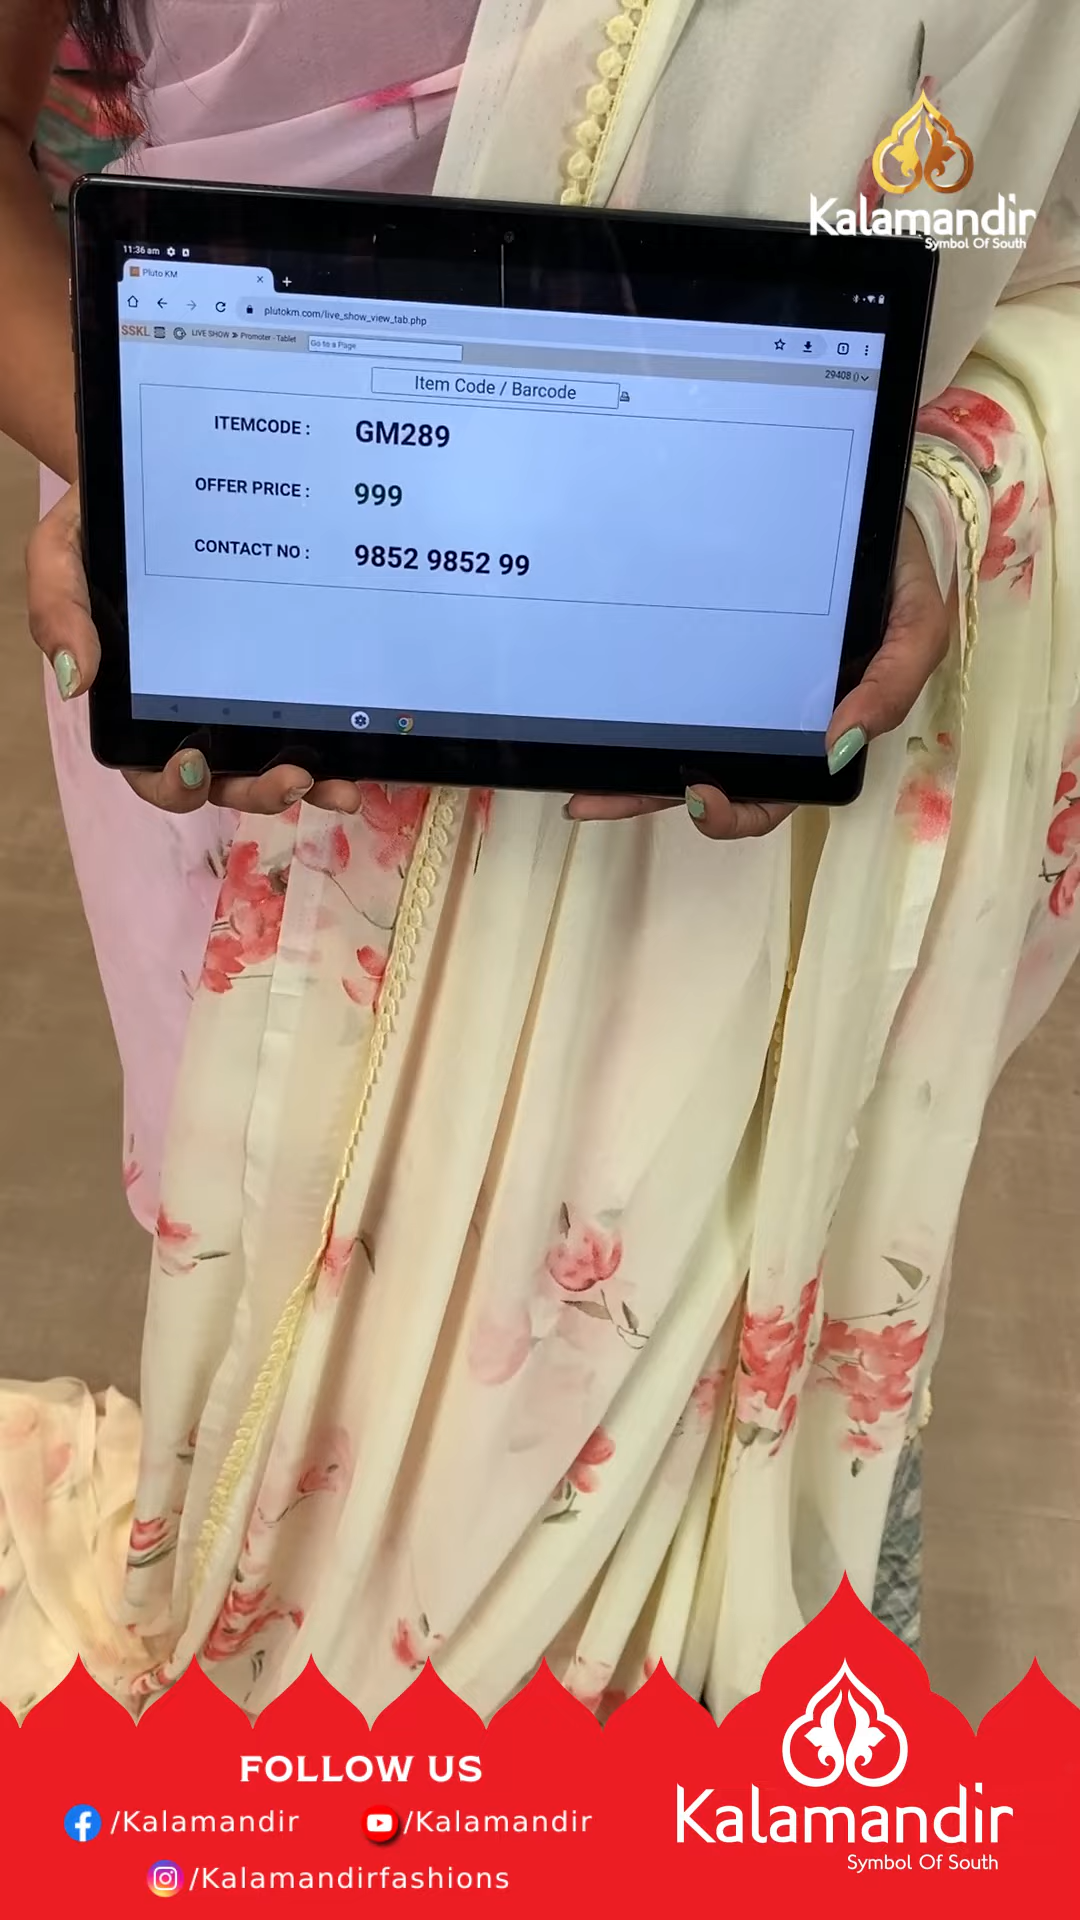 Kalamandir
Symbol Of South
11:36 am
Pluto KM
plutokm.com/live_show_view_tab.php
SSKL
LIVE SHOW
Promoter - Tablet
Go to a Page
29408 ()
Item Code / Barcode
ITEMCODE : GM289
OFFER PRICE : 999
CONTACT NO : 9852 9852 99
FOLLOW US
/Kalamandir
/Kalamandir
/Kalamandirfashions
Kalamandir
Symbol Of South